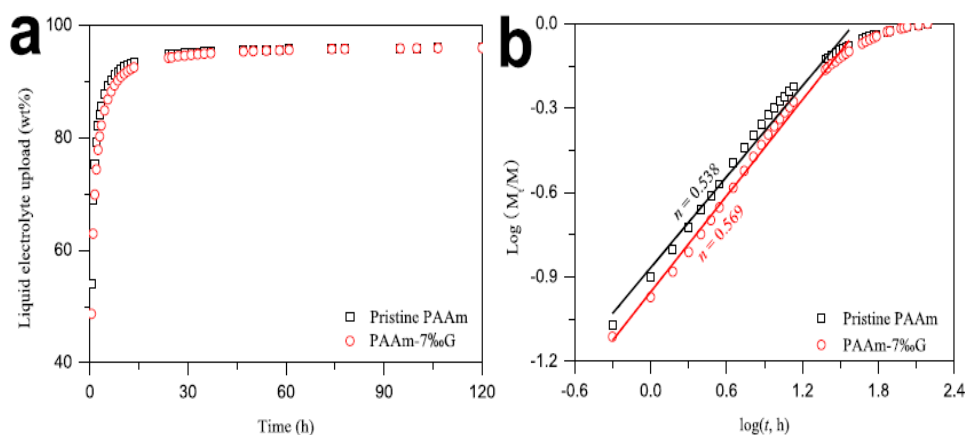 a
100
80
60
40
Liquid electrolyte upload (wt%)
Pristine PAAm
PAAm-7‰G
0
30
60
90
120
Time (h)
b
0.0
-0.3
-0.6
-0.9
-1.2
Log (Mt/M)
n = 0.538
n = 0.569
Pristine PAAm
PAAm-7‰G
-0.6
0.0
0.6
1.2
1.8
2.4
log(t, h)